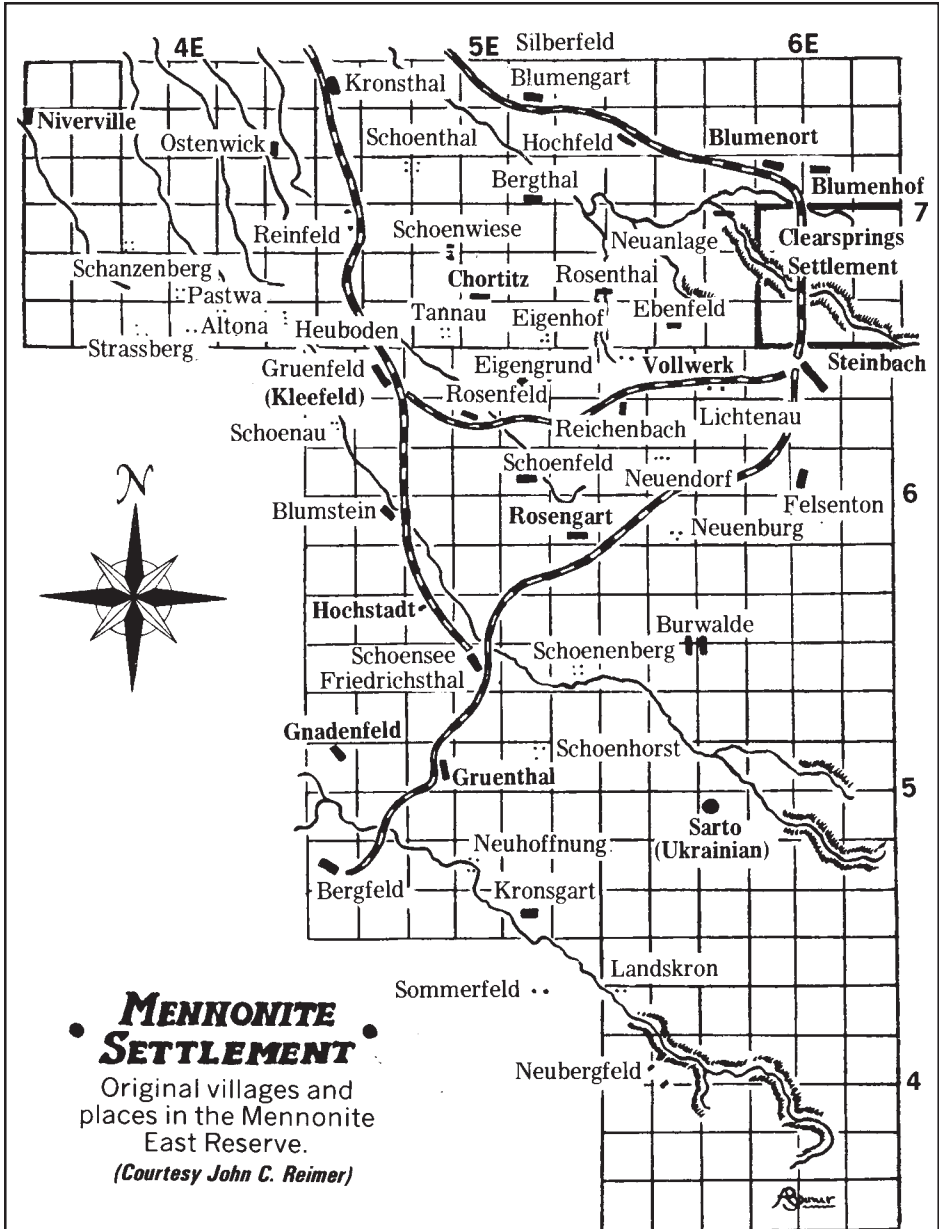 4E
5E
6E
Silberfeld
Kronsthal
Blumengart
Niverville
Ostenwick
Schoenthal
Hochfeld
Blumenort
Bergthal
Blumenhof
7
Reinfeld
Schoenwiese
Neuanlage
Clearsprings
Settlement
Schanzenberg
Chortitz
Rosenthal
Pastwa
Tannau
Eigenhof
Ebenfeld
Altona
Heuboden
Strassberg
Gruenfeld
(Kleefeld)
Eigengrund
Vollwerk
Steinbach
Rosenfeld
Schoenau
Reichenbach
Lichtenau
Schoenfeld
Neuendorf
6
N
Blumstein
Rosengart
Felsenton
Neuenburg
Hochstadt
Burwalde
Schoensee
Schoenenberg
Friedrichsthal
Gnadenfeld
Schoenhorst
Gruenthal
5
Sarto
(Ukrainian)
Neuhoffnung
Bergfeld
Kronsgart
Landskron
Sommerfeld
• MENNONITE •
SETTLEMENT
Neubergfeld
4
Original villages and
places in the Mennonite
East Reserve.
(Courtesy John C. Reimer)